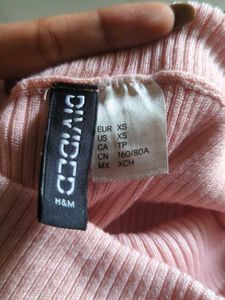 DIVIDED
H&M
EUR XS
US XS
CA TP
CN 160/80A
MX XCH